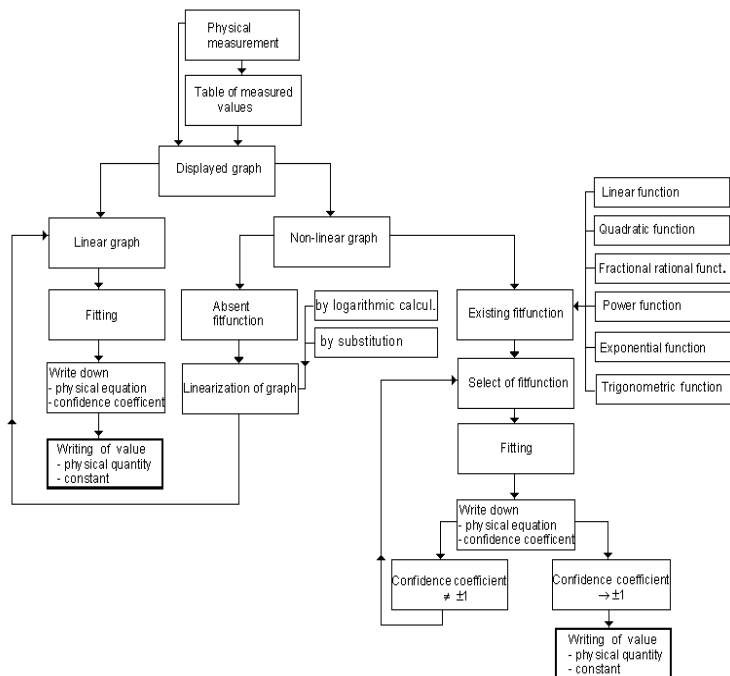 Physical
measurement
Table of measured
values
Displayed graph
Linear graph
Non-linear graph
Linear function
Quadratic function
Fractional rational funct.
Power function
Exponential function
Trigonometric function
Fitting
Absent
fitfunction
by logarithmic calcul.
by substitution
Existing fitfunction
Write down
- physical equation
- confidence coefficent
Linearization of graph
Select of fitfunction
Writing of value
- physical quantity
- constant
Fitting
Write down
- physical equation
- confidence coefficent
Confidence coefficient
≠ ±1
Confidence coefficient
→ ±1
Writing of value
- physical quantity
- constant